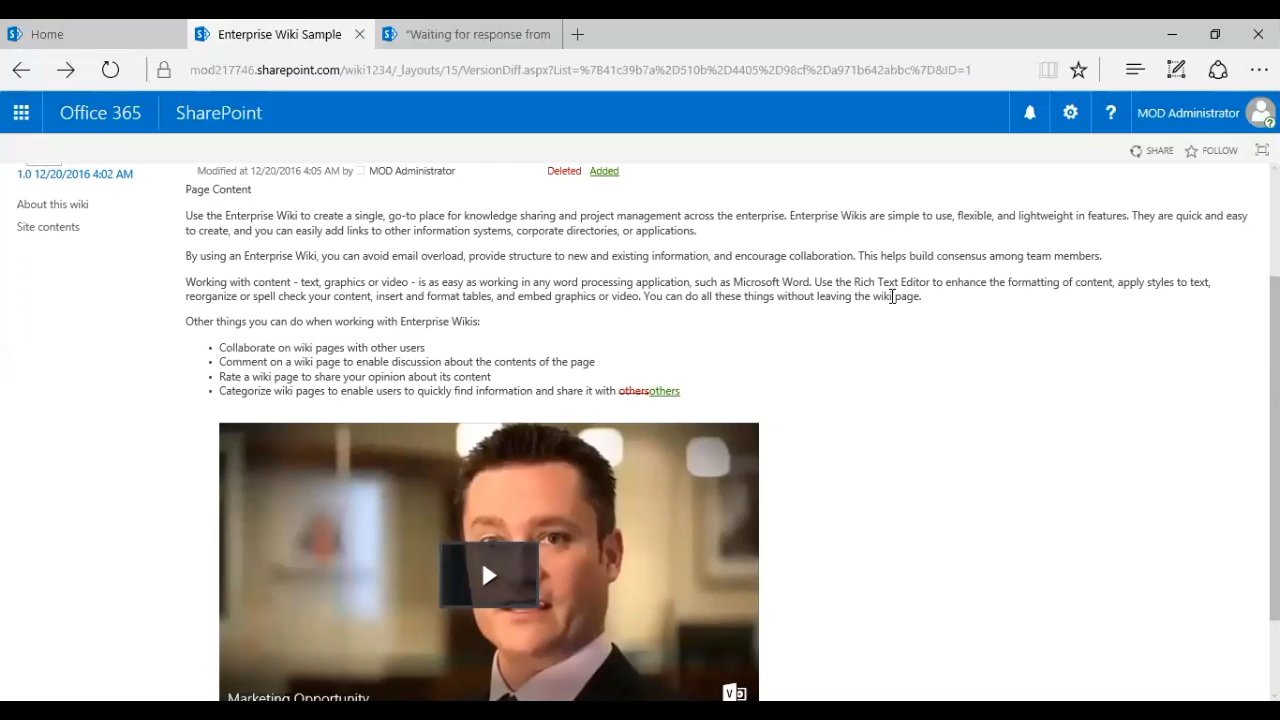 Home
Enterprise Wiki Sample
"Waiting for response from
mod217746.sharepoint.com/wiki1234/_layouts/15/VersionDiff.aspx?List=%7B41c39b7a%2D510b%2D4405%2D98cf%2Da971b642abbc%7D&ID=1
Office 365
SharePoint
MOD Administrator
SHARE
FOLLOW
1.0 12/20/2016 4:02 AM
About this wiki
Site contents
Modified at 12/20/2016 4:05 AM by MOD Administrator
Deleted Added
Page Content
Use the Enterprise Wiki to create a single, go-to place for knowledge sharing and project management across the enterprise. Enterprise Wikis are simple to use, flexible, and lightweight in features. They are quick and easy
to create, and you can easily add links to other information systems, corporate directories, or applications.
By using an Enterprise Wiki, you can avoid email overload, provide structure to new and existing information, and encourage collaboration. This helps build consensus among team members.
Working with content - text, graphics or video - is as easy as working in any word processing application, such as Microsoft Word. Use the Rich Text Editor to enhance the formatting of content, apply styles to text,
reorganize or spell check your content, insert and format tables, and embed graphics or video. You can do all these things without leaving the wiki page.
Other things you can do when working with Enterprise Wikis:
• Collaborate on wiki pages with other users
• Comment on a wiki page to enable discussion about the contents of the page
• Rate a wiki page to share your opinion about its content
• Categorize wiki pages to enable users to quickly find information and share it with othersothers
Marketing Opportunity